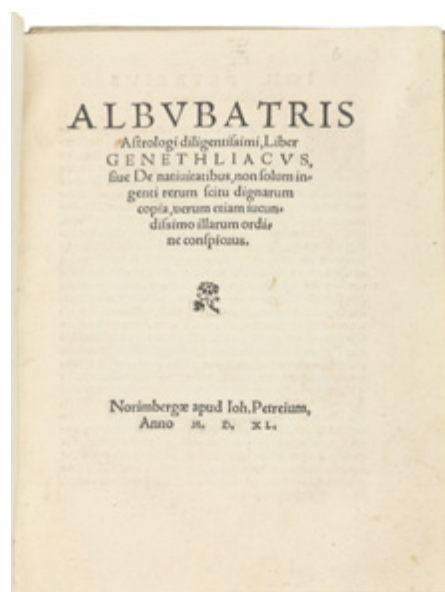 ALBVBATRIS
Aſtrologi diligentiſsimi, Liber
GENETHLIACVS,
ſiue De natiuitatibus, non ſolum in-
genti rerum ſcitu dignarum
copia, uerum etiam iucun-
diſsimo illarum ordi-
ne conſpicuus.
Norimbergæ apud Ioh. Petreium,
Anno M. D. XL.